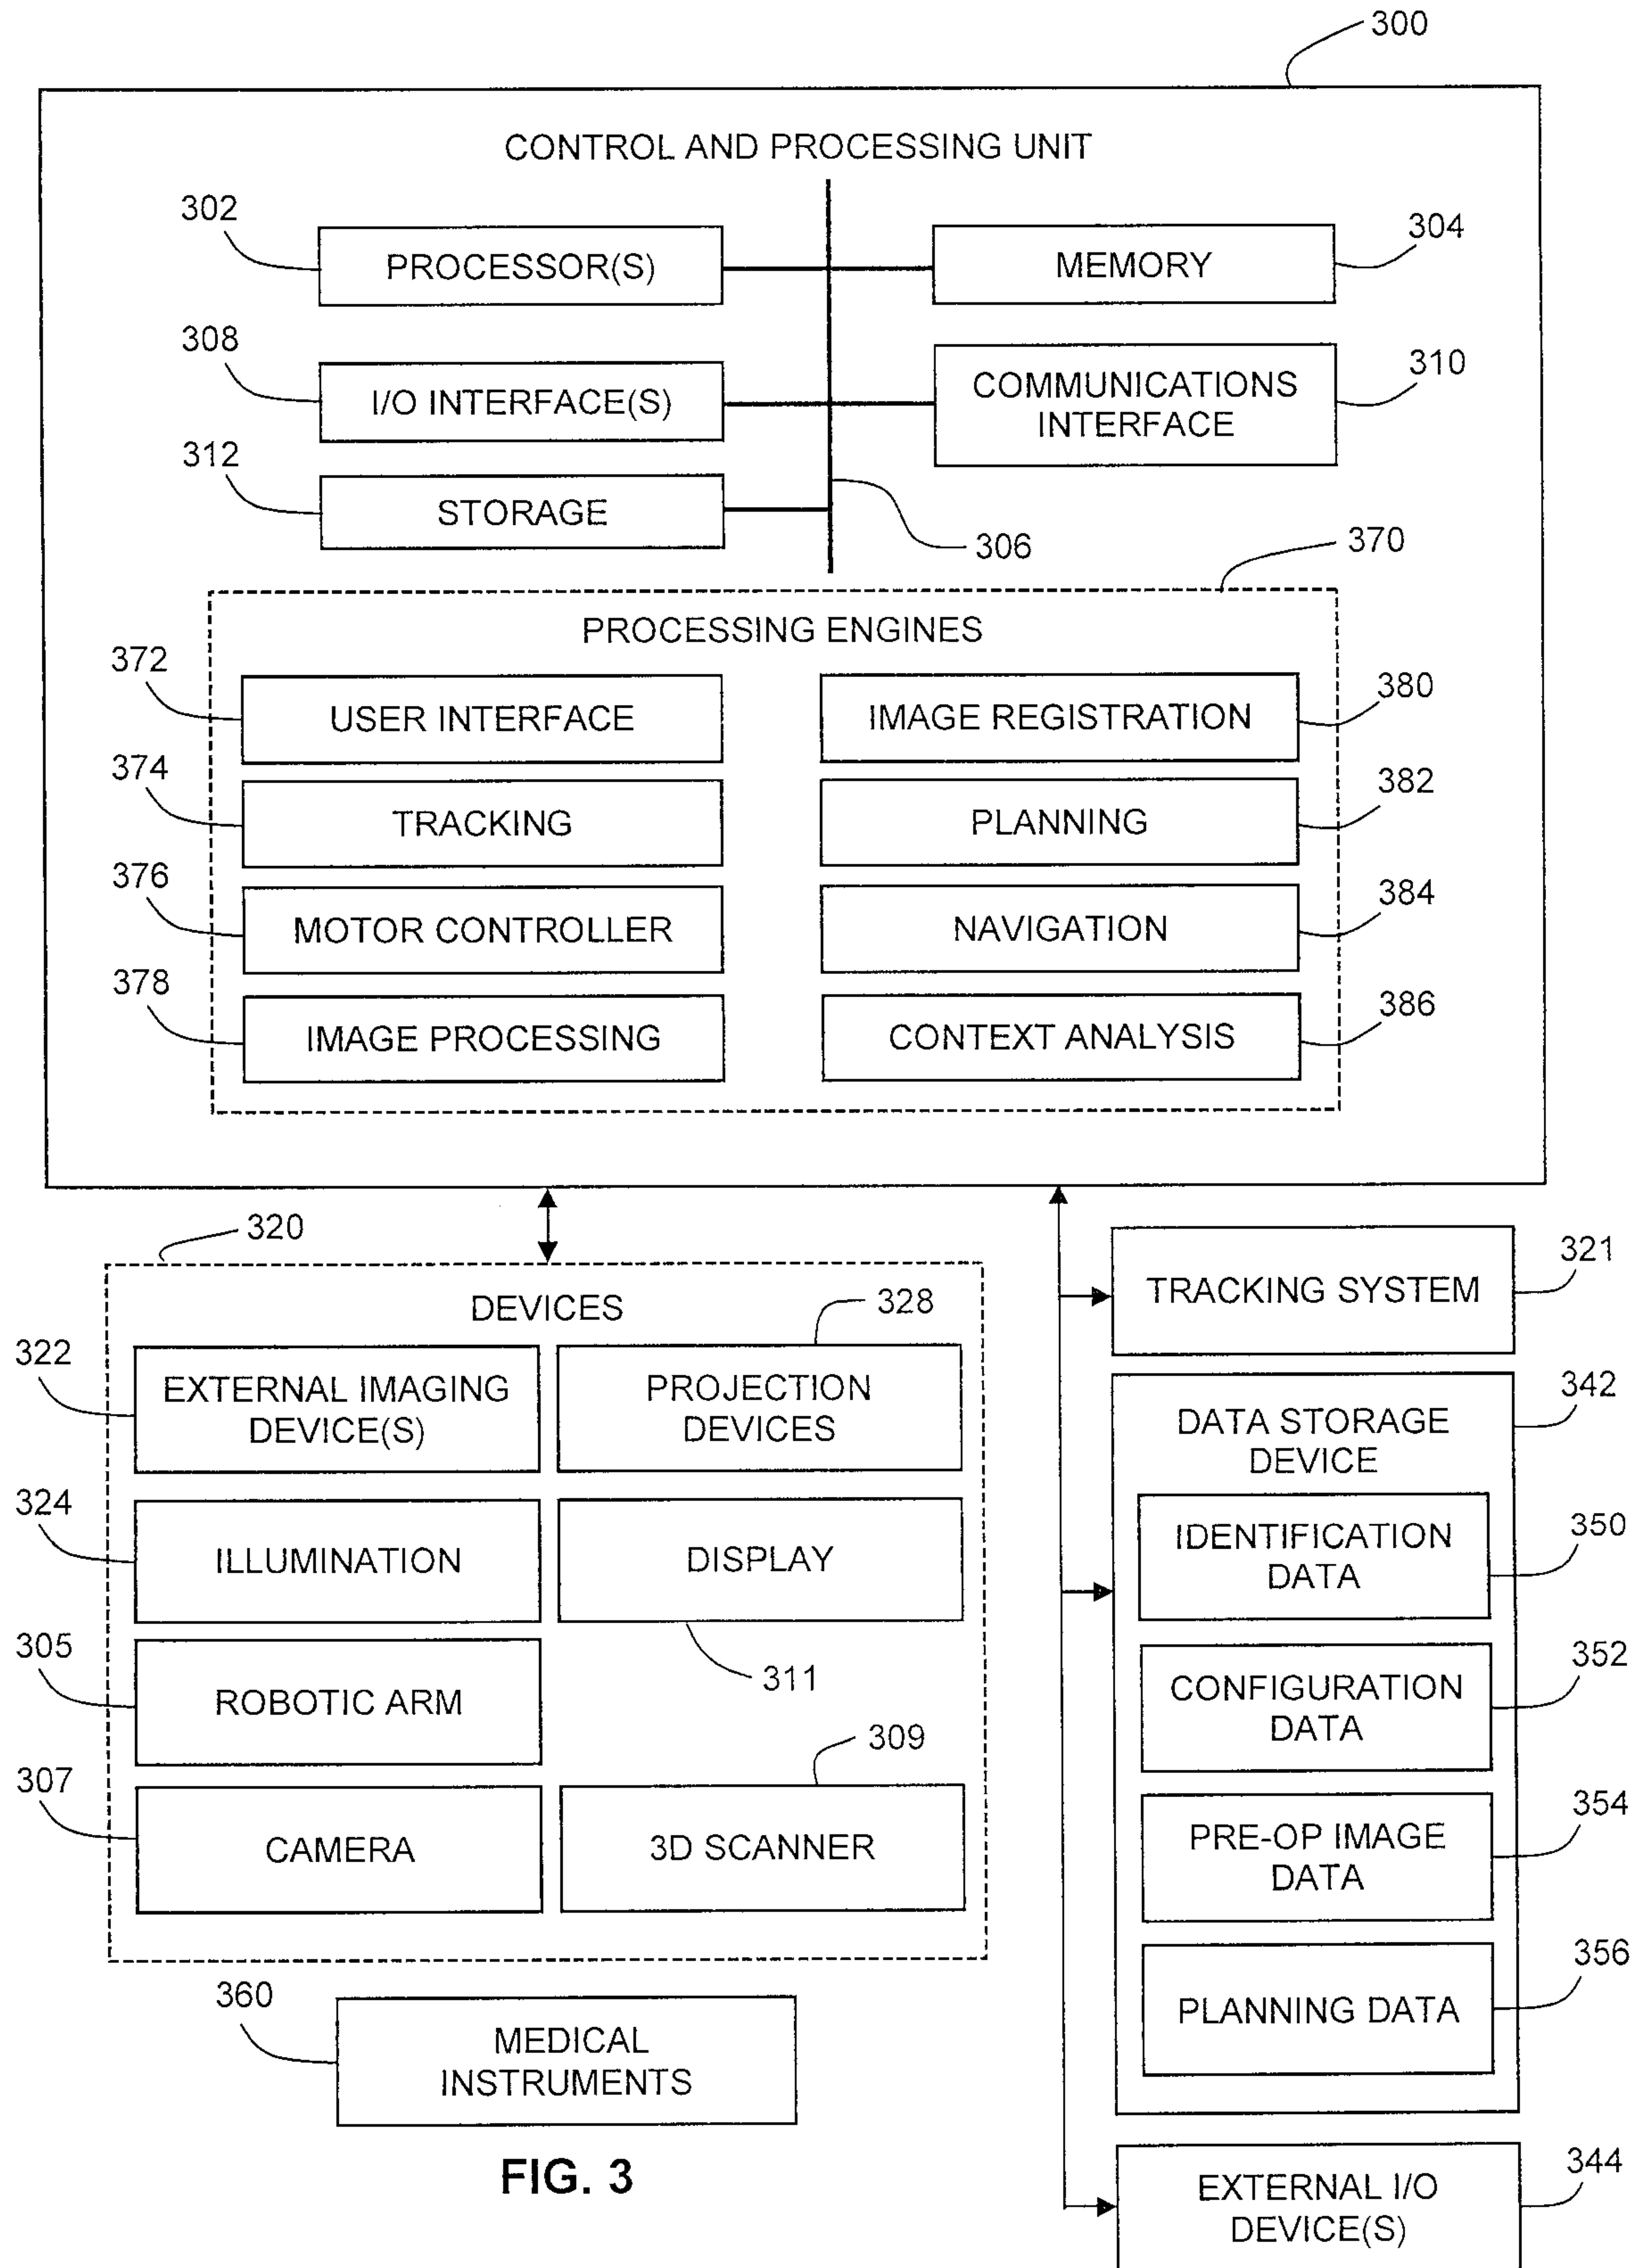 300
CONTROL AND PROCESSING UNIT
302
PROCESSOR(S)
MEMORY
304
308
I/O INTERFACE(S)
COMMUNICATIONS
INTERFACE
310
312
STORAGE
306
370
PROCESSING ENGINES
372
USER INTERFACE
IMAGE REGISTRATION
380
374
TRACKING
PLANNING
382
376
MOTOR CONTROLLER
NAVIGATION
384
378
IMAGE PROCESSING
CONTEXT ANALYSIS
386
320
DEVICES
322
EXTERNAL IMAGING
DEVICE(S)
328
PROJECTION
DEVICES
324
ILLUMINATION
DISPLAY
311
305
ROBOTIC ARM
307
CAMERA
309
3D SCANNER
360
MEDICAL
INSTRUMENTS
TRACKING SYSTEM
321
342
DATA STORAGE
DEVICE
IDENTIFICATION
DATA
350
CONFIGURATION
DATA
352
PRE-OP IMAGE
DATA
354
PLANNING DATA
356
EXTERNAL I/O
DEVICE(S)
344
FIG. 3